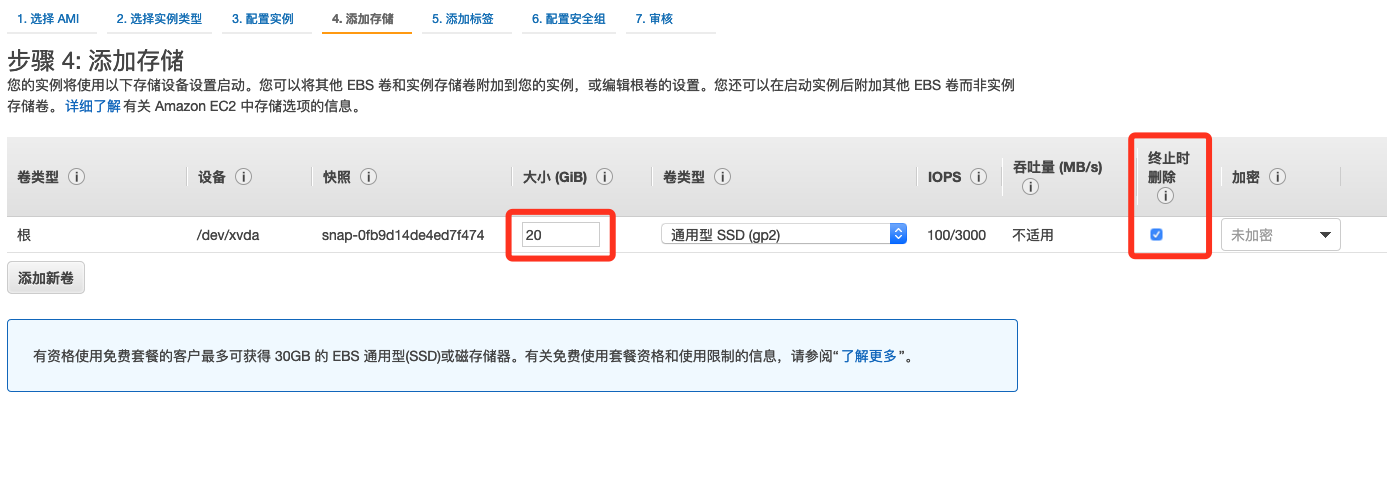 1. 选择 AMI 2. 选择实例类型 3. 配置实例 4. 添加存储 5. 添加标签 6. 配置安全组 7. 审核
步骤 4: 添加存储
您的实例将使用以下存储设备设置启动。您可以将其他 EBS 卷和实例存储卷附加到您的实例，或编辑根卷的设置。您还可以在启动实例后附加其他 EBS 卷而非实例
存储卷。详细了解有关 Amazon EC2 中存储选项的信息。
卷类型 设备 快照 大小 (GiB) 卷类型 IOPS 吞吐量 (MB/s) 终止时
删除 加密
根 /dev/xvda snap-0fb9d14de4ed7f474 20 通用型 SSD (gp2) 100/3000 不适用 未加密
添加新卷
有资格使用免费套餐的客户最多可获得 30GB 的 EBS 通用型(SSD)或磁存储器。有关免费使用套餐资格和使用限制的信息，请参阅“了解更多”。